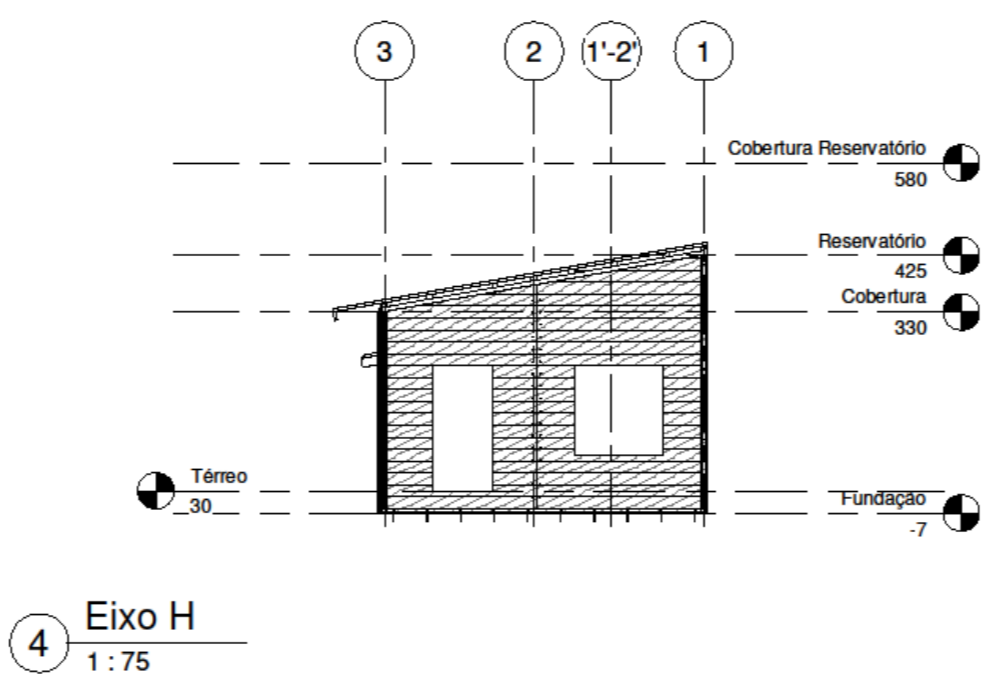 3
2
1'-2'
1
Cobertura Reservatório
580
Reservatório
425
Cobertura
330
Térreo
30
Fundação
-7
4
Eixo H
1 : 75